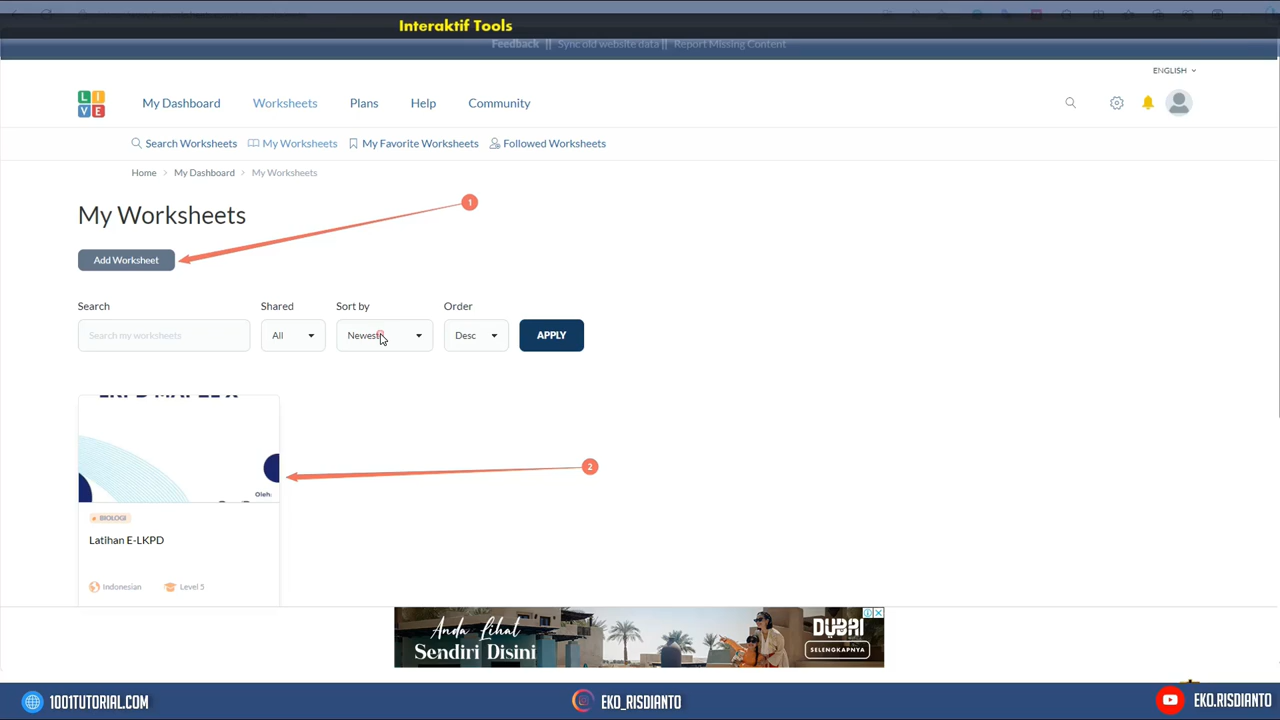 Interaktif Tools
Feedback || Sync old website data || Report Missing Content
ENGLISH
LIVE
My Dashboard Worksheets Plans Help Community
Search Worksheets My Worksheets My Favorite Worksheets Followed Worksheets
Home > My Dashboard > My Worksheets
1
My Worksheets
Add Worksheet
Search Shared Sort by Order
Search my worksheets All Newest Desc APPLY
2
Oleh:
BIOLOGI
Latihan E-LKPD
Indonesian Level 5
Anda Lihat
Sendiri Disini
DUBAI
SELENGKAPNYA
1001TUTORIAL.COM EKO_RISDIANTO EKO.RISDIANTO